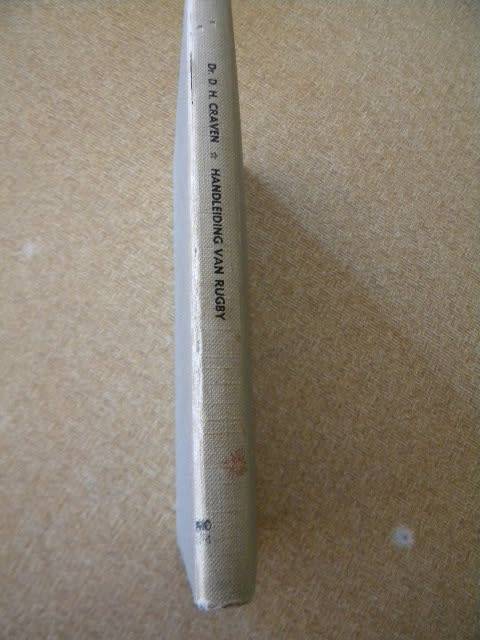 Dr. D. H. CRAVEN ☆ HANDLEIDING VAN RUGBY